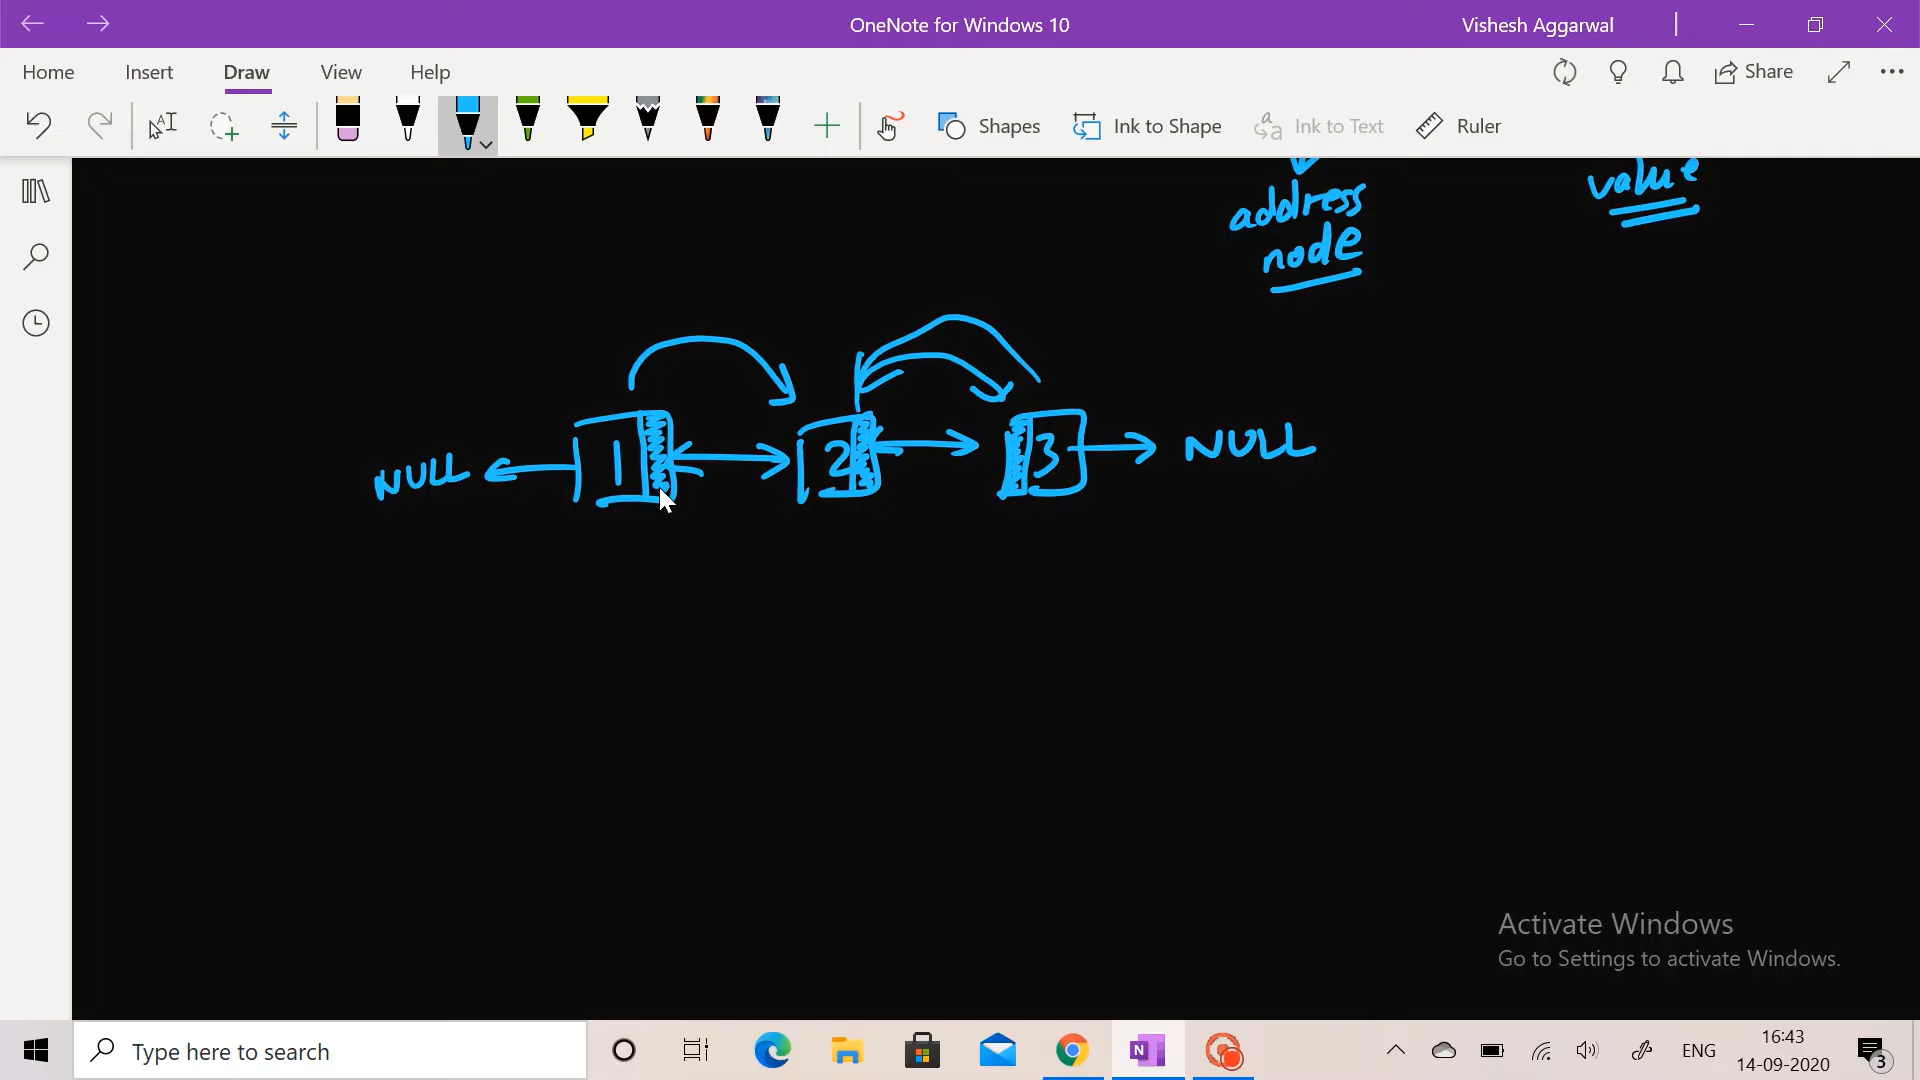 OneNote for Windows 10
Vishesh Aggarwal
Home Insert Draw View Help
Share
Shapes Ink to Shape Ink to Text Ruler
value
address
node
NULL 1 2 3 NULL
Activate Windows
Go to Settings to activate Windows.
Type here to search
ENG
16:43
14-09-2020
3